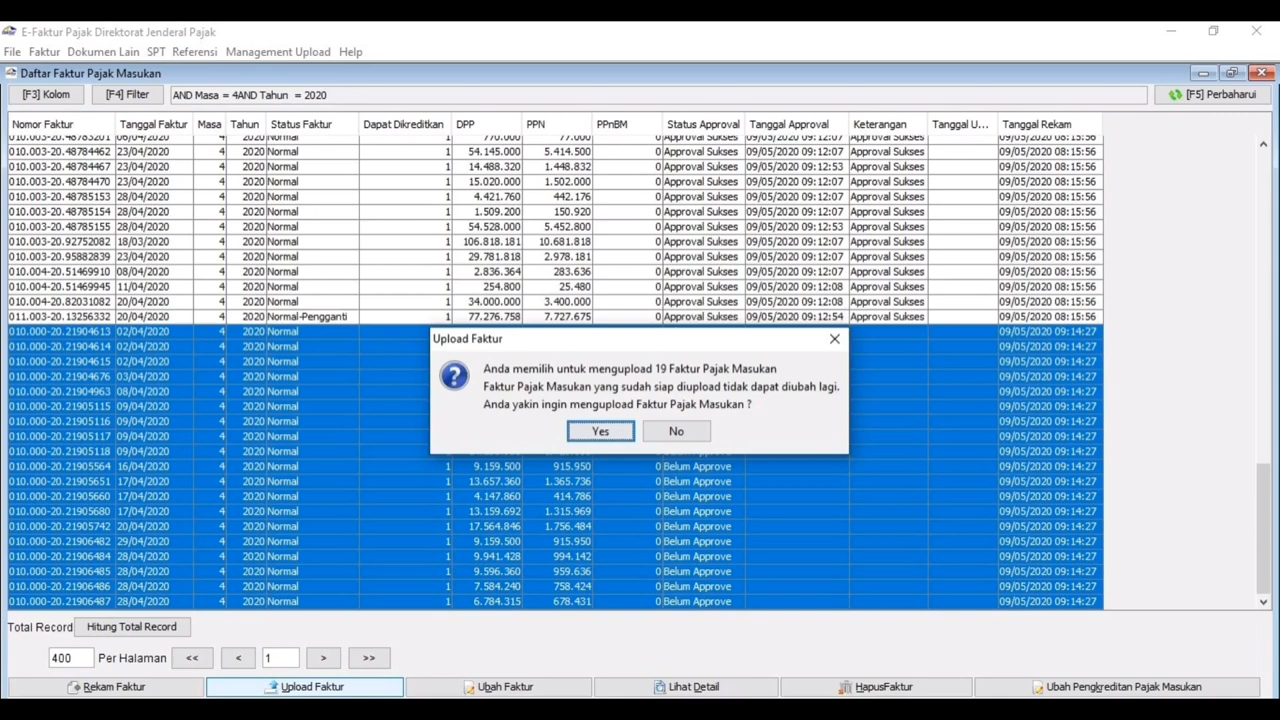 E-Faktur Pajak Direktorat Jenderal Pajak
File Faktur Dokumen Lain SPT Referensi Management Upload Help
Daftar Faktur Pajak Masukan
[F3] Kolom [F4] Filter AND Masa = 4AND Tahun = 2020 [F5] Perbaharui
Nomor Faktur Tanggal Faktur Masa Tahun Status Faktur Dapat Dikreditkan DPP PPN PPnBM Status Approval Tanggal Approval Keterangan Tanggal U... Tanggal Rekam
010.003-20.48783201 06/04/2020 4 2020 Normal 1 770.000 77.000 0 Approval Sukses 09/05/2020 09:12:07 Approval Sukses 09/05/2020 08:15:56
010.003-20.48784462 23/04/2020 4 2020 Normal 1 54.145.000 5.414.500 0 Approval Sukses 09/05/2020 09:12:07 Approval Sukses 09/05/2020 08:15:56
010.003-20.48784467 23/04/2020 4 2020 Normal 1 14.488.320 1.448.832 0 Approval Sukses 09/05/2020 09:12:53 Approval Sukses 09/05/2020 08:15:56
010.003-20.48784470 23/04/2020 4 2020 Normal 1 15.020.000 1.502.000 0 Approval Sukses 09/05/2020 09:12:07 Approval Sukses 09/05/2020 08:15:56
010.003-20.48785153 28/04/2020 4 2020 Normal 1 4.421.760 442.176 0 Approval Sukses 09/05/2020 09:12:07 Approval Sukses 09/05/2020 08:15:56
010.003-20.48785154 28/04/2020 4 2020 Normal 1 1.509.200 150.920 0 Approval Sukses 09/05/2020 09:12:07 Approval Sukses 09/05/2020 08:15:56
010.003-20.48785155 28/04/2020 4 2020 Normal 1 54.528.000 5.452.800 0 Approval Sukses 09/05/2020 09:12:53 Approval Sukses 09/05/2020 08:15:56
010.003-20.92752082 18/03/2020 4 2020 Normal 1 106.818.181 10.681.818 0 Approval Sukses 09/05/2020 09:12:07 Approval Sukses 09/05/2020 08:15:56
010.003-20.95882839 23/04/2020 4 2020 Normal 1 29.781.818 2.978.181 0 Approval Sukses 09/05/2020 09:12:07 Approval Sukses 09/05/2020 08:15:56
010.004-20.51469910 08/04/2020 4 2020 Normal 1 2.836.364 283.636 0 Approval Sukses 09/05/2020 09:12:07 Approval Sukses 09/05/2020 08:15:56
010.004-20.51469945 11/04/2020 4 2020 Normal 1 254.800 25.480 0 Approval Sukses 09/05/2020 09:12:08 Approval Sukses 09/05/2020 08:15:56
010.004-20.82031082 20/04/2020 4 2020 Normal 1 34.000.000 3.400.000 0 Approval Sukses 09/05/2020 09:12:08 Approval Sukses 09/05/2020 08:15:56
011.003-20.13256332 20/04/2020 4 2020 Normal-Pengganti 1 77.276.758 7.727.675 0 Approval Sukses 09/05/2020 09:12:54 Approval Sukses 09/05/2020 08:15:56
010.000-20.21904613 02/04/2020 4 2020 Normal 09/05/2020 09:14:27
010.000-20.21904614 02/04/2020 4 2020 Normal 09/05/2020 09:14:27
010.000-20.21904615 02/04/2020 4 2020 Normal 09/05/2020 09:14:27
010.000-20.21904676 03/04/2020 4 2020 Normal 09/05/2020 09:14:27
010.000-20.21904963 08/04/2020 4 2020 Normal 09/05/2020 09:14:27
010.000-20.21905115 09/04/2020 4 2020 Normal 09/05/2020 09:14:27
010.000-20.21905116 09/04/2020 4 2020 Normal 09/05/2020 09:14:27
010.000-20.21905117 09/04/2020 4 2020 Normal 09/05/2020 09:14:27
010.000-20.21905118 09/04/2020 4 2020 Normal 09/05/2020 09:14:27
010.000-20.21905564 16/04/2020 4 2020 Normal 1 9.159.500 915.950 0 Belum Approve 09/05/2020 09:14:27
010.000-20.21905651 17/04/2020 4 2020 Normal 1 13.657.360 1.365.736 0 Belum Approve 09/05/2020 09:14:27
010.000-20.21905660 17/04/2020 4 2020 Normal 1 4.147.860 414.786 0 Belum Approve 09/05/2020 09:14:27
010.000-20.21905680 17/04/2020 4 2020 Normal 1 13.159.692 1.315.969 0 Belum Approve 09/05/2020 09:14:27
010.000-20.21905742 20/04/2020 4 2020 Normal 1 17.564.846 1.756.484 0 Belum Approve 09/05/2020 09:14:27
010.000-20.21906482 29/04/2020 4 2020 Normal 1 9.159.500 915.950 0 Belum Approve 09/05/2020 09:14:27
010.000-20.21906484 28/04/2020 4 2020 Normal 1 9.941.428 994.142 0 Belum Approve 09/05/2020 09:14:27
010.000-20.21906485 28/04/2020 4 2020 Normal 1 9.596.360 959.636 0 Belum Approve 09/05/2020 09:14:27
010.000-20.21906486 28/04/2020 4 2020 Normal 1 7.584.240 758.424 0 Belum Approve 09/05/2020 09:14:27
010.000-20.21906487 28/04/2020 4 2020 Normal 1 6.784.315 678.431 0 Belum Approve 09/05/2020 09:14:27
Upload Faktur
Anda memilih untuk mengupload 19 Faktur Pajak Masukan
Faktur Pajak Masukan yang sudah siap diupload tidak dapat diubah lagi.
Anda yakin ingin mengupload Faktur Pajak Masukan ?
Yes No
Total Record Hitung Total Record
400 Per Halaman << < 1 > >>
Rekam Faktur Upload Faktur Ubah Faktur Lihat Detail HapusFaktur Ubah Pengkreditan Pajak Masukan